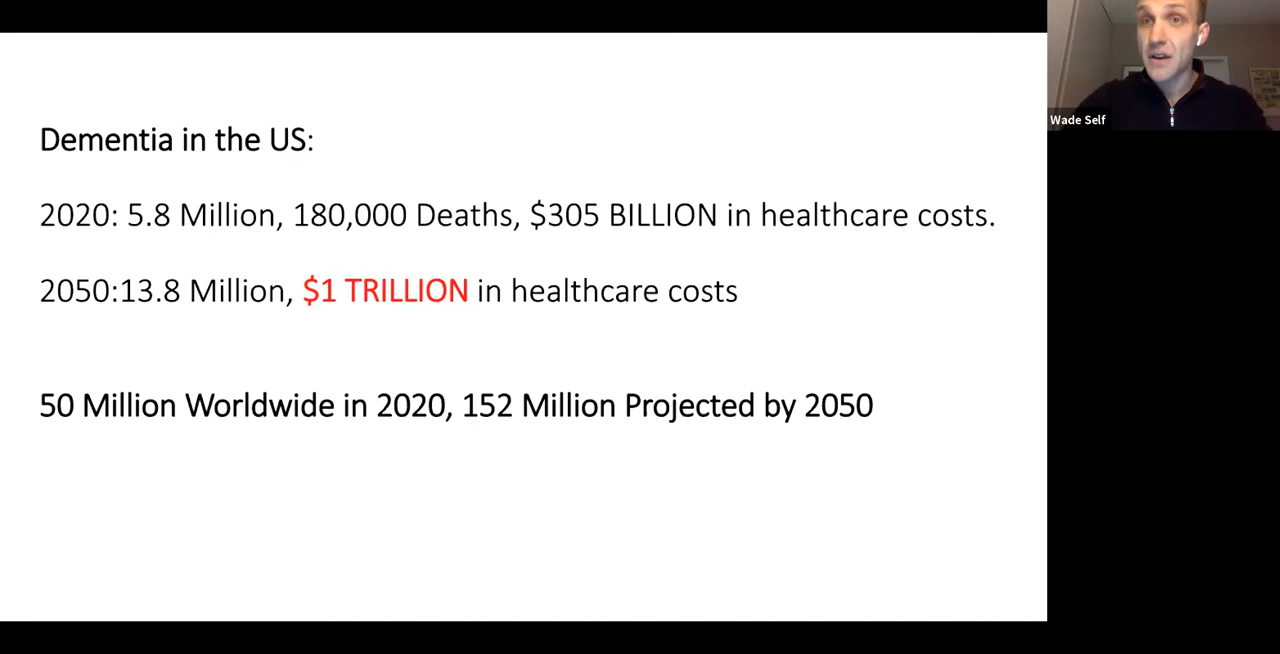 Dementia in the US:
2020: 5.8 Million, 180,000 Deaths, $305 BILLION in healthcare costs.
2050:13.8 Million, $1 TRILLION in healthcare costs
50 Million Worldwide in 2020, 152 Million Projected by 2050
Wade Self